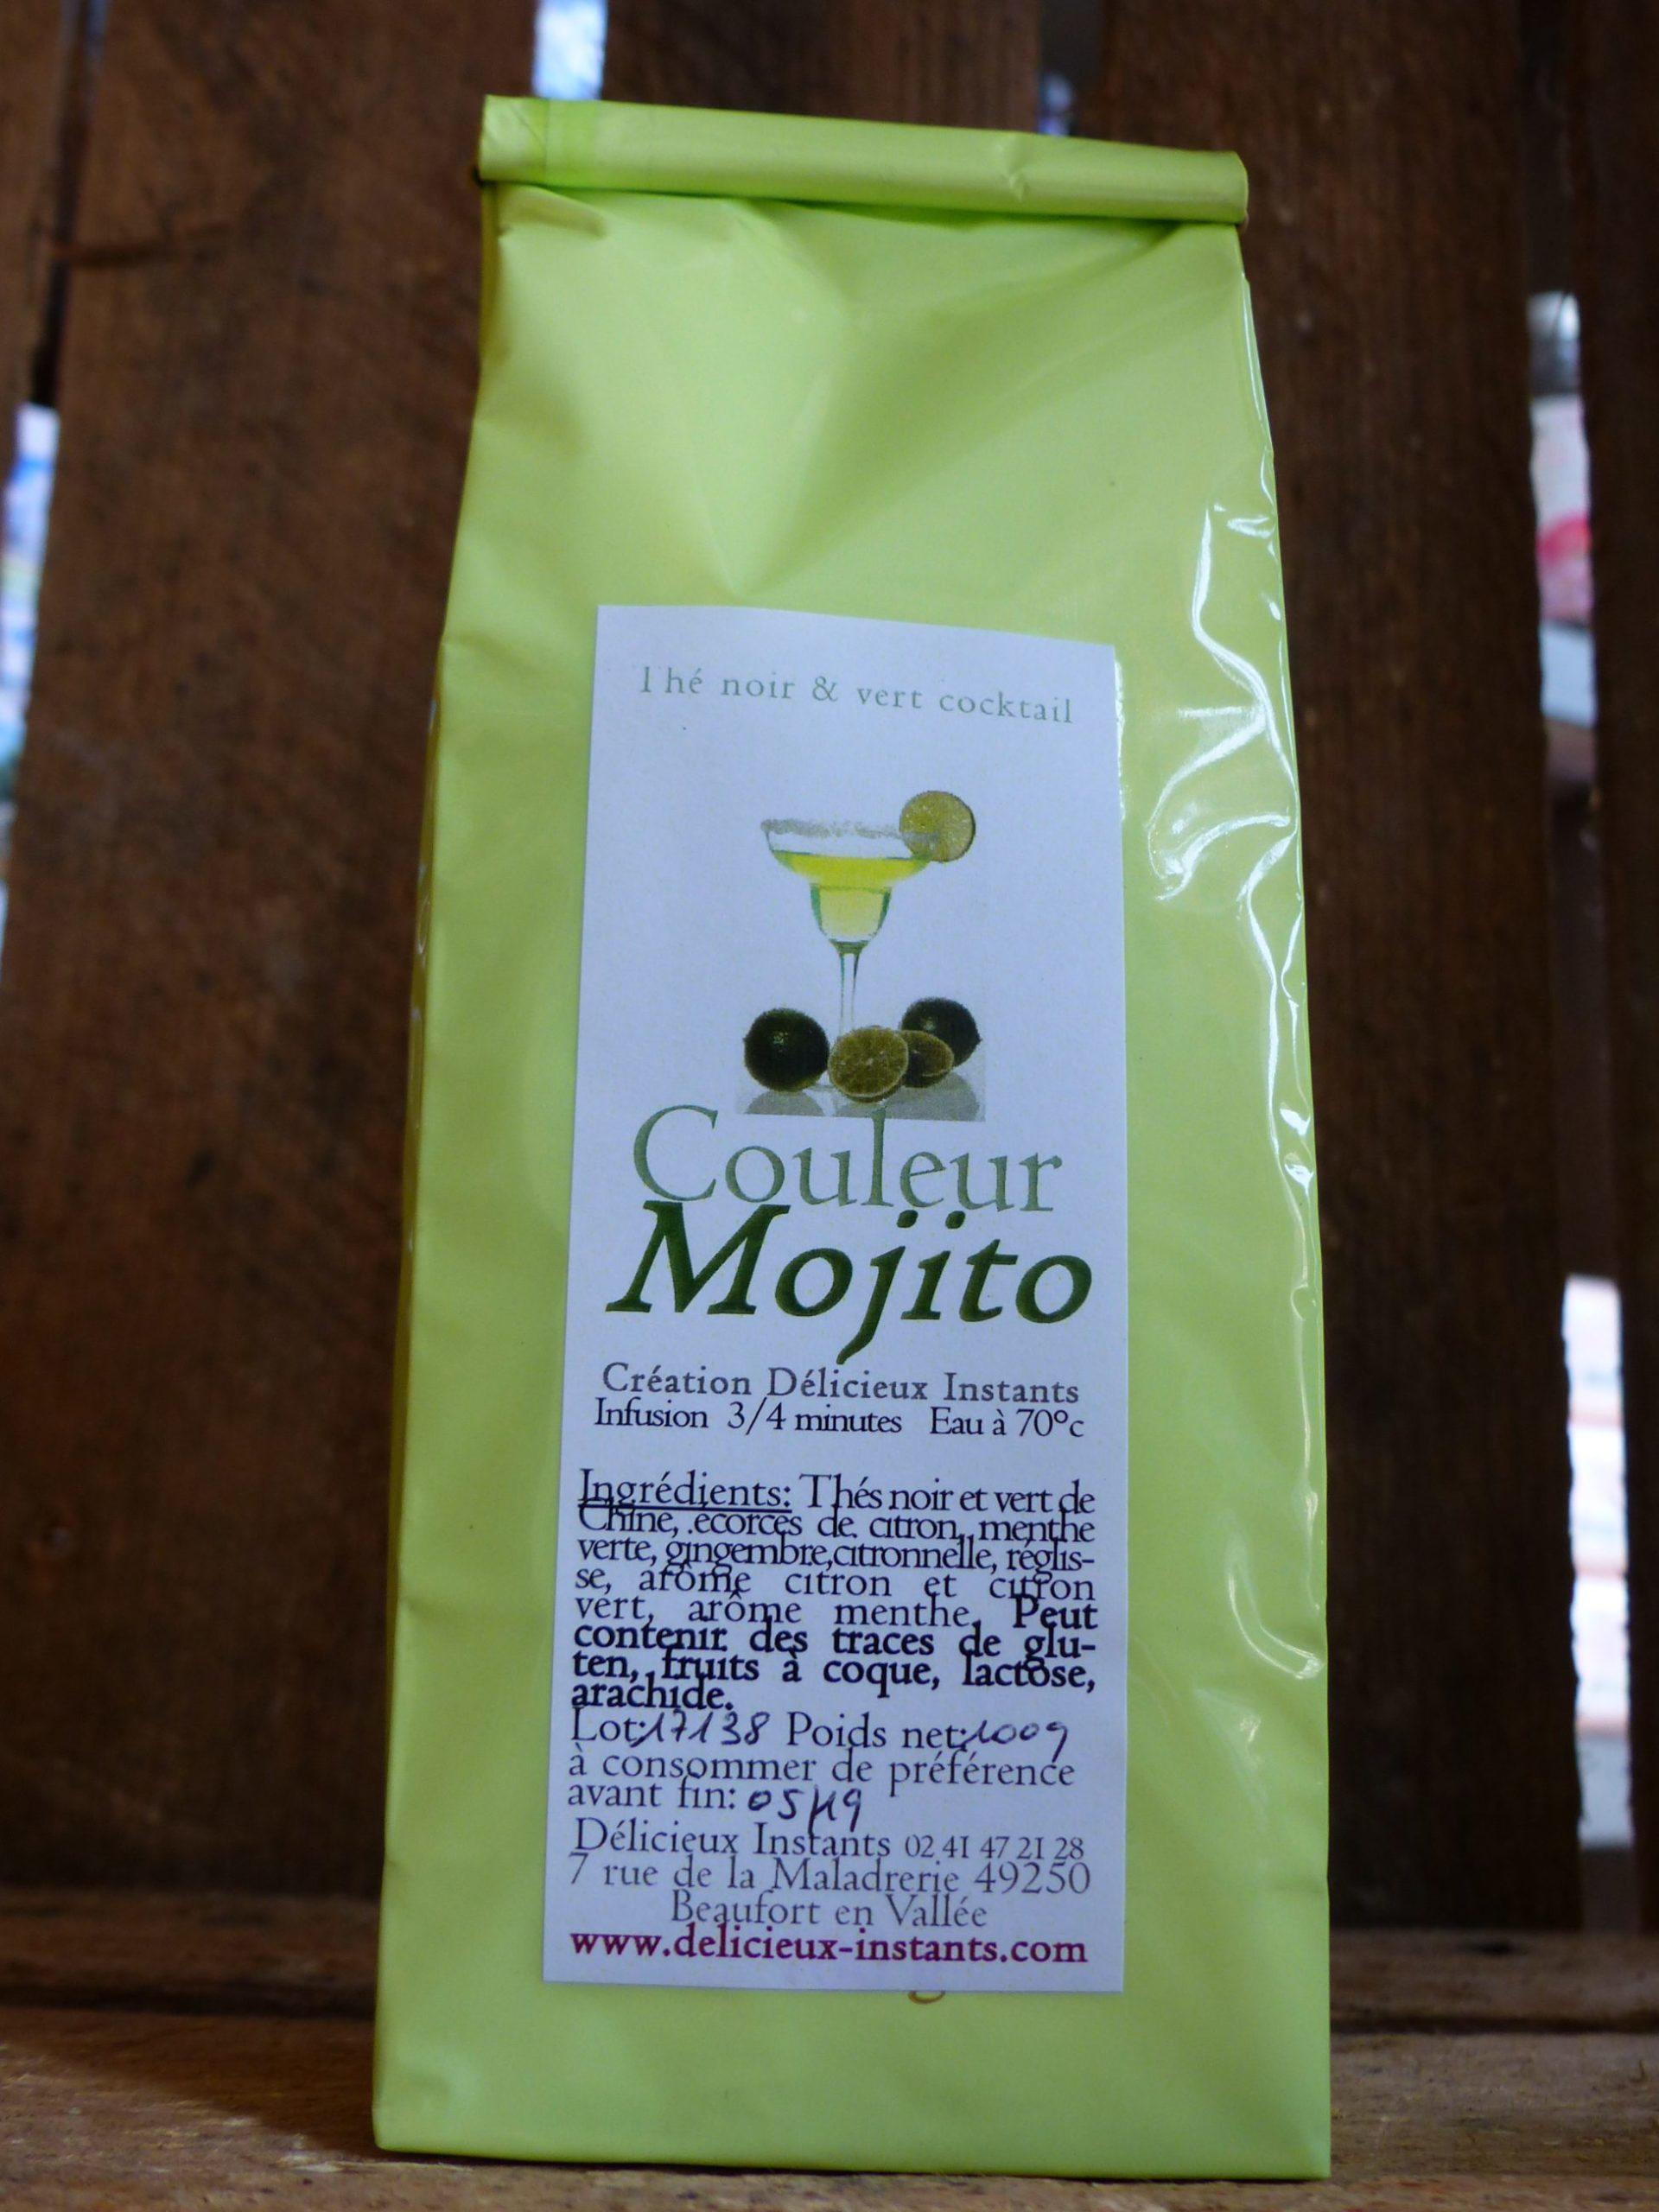 Thé noir & vert cocktail
Couleur
Mojito
Création Délicieux Instants
Infusion 3/4 minutes Eau à 70°c
Ingrédients: Thés noir et vert de
Chine, écorces de citron, menthe
verte, gingembre,citronnelle, réglis-
se, arôme citron et citron
vert, arôme menthe. Peut
contenir des traces de glu-
ten, fruits à coque, lactose,
arachide.
Lot:17138 Poids net:100g
à consommer de préférence
avant fin: 05/19
Délicieux Instants 02 41 47 21 28
7 rue de la Maladrerie 49250
Beaufort en Vallée
www.delicieux-instants.com